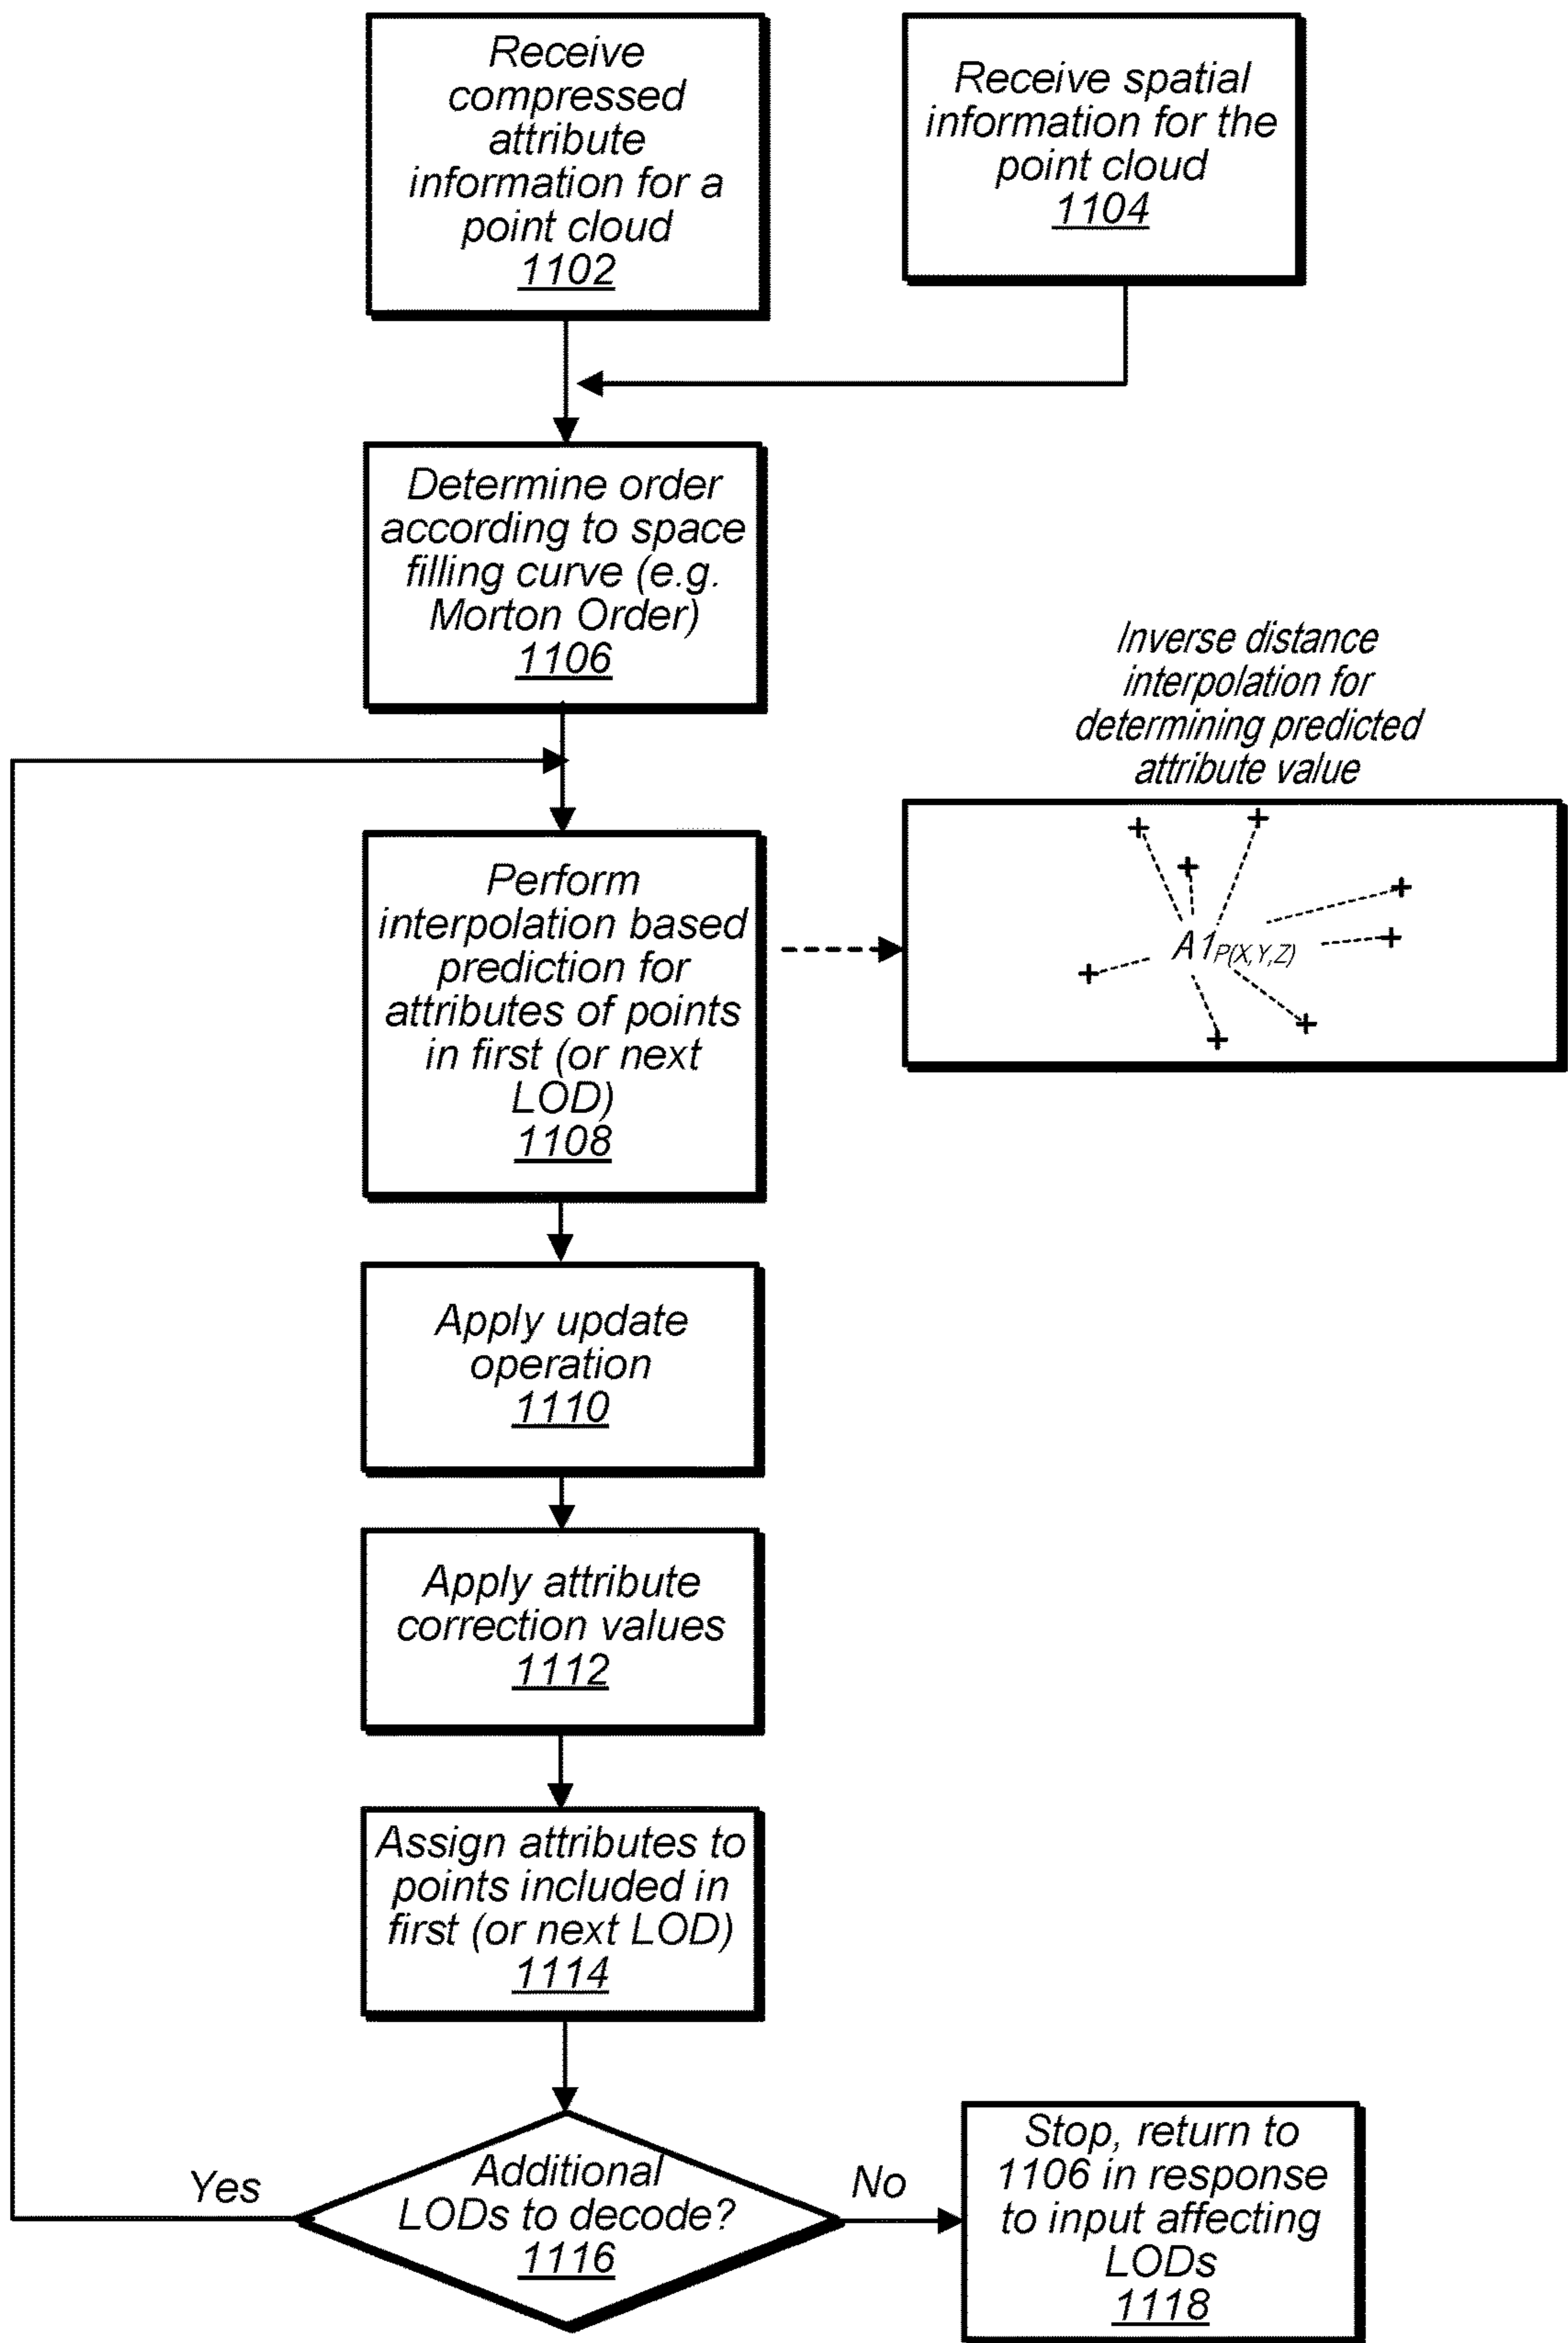 Receive
compressed
attribute
information for a
point cloud
1102
Receive spatial
information for the
point cloud
1104
Determine order
according to space
filling curve (e.g.
Morton Order)
1106
Inverse distance
interpolation for
determining predicted
attribute value
Perform
interpolation based
prediction for
attributes of points
in first (or next
LOD)
1108
A1P(X,Y,Z)
Apply update
operation
1110
Apply attribute
correction values
1112
Assign attributes to
points included in
first (or next LOD)
1114
Additional
LODs to decode?
1116
Yes
No
Stop, return to
1106 in response
to input affecting
LODs
1118